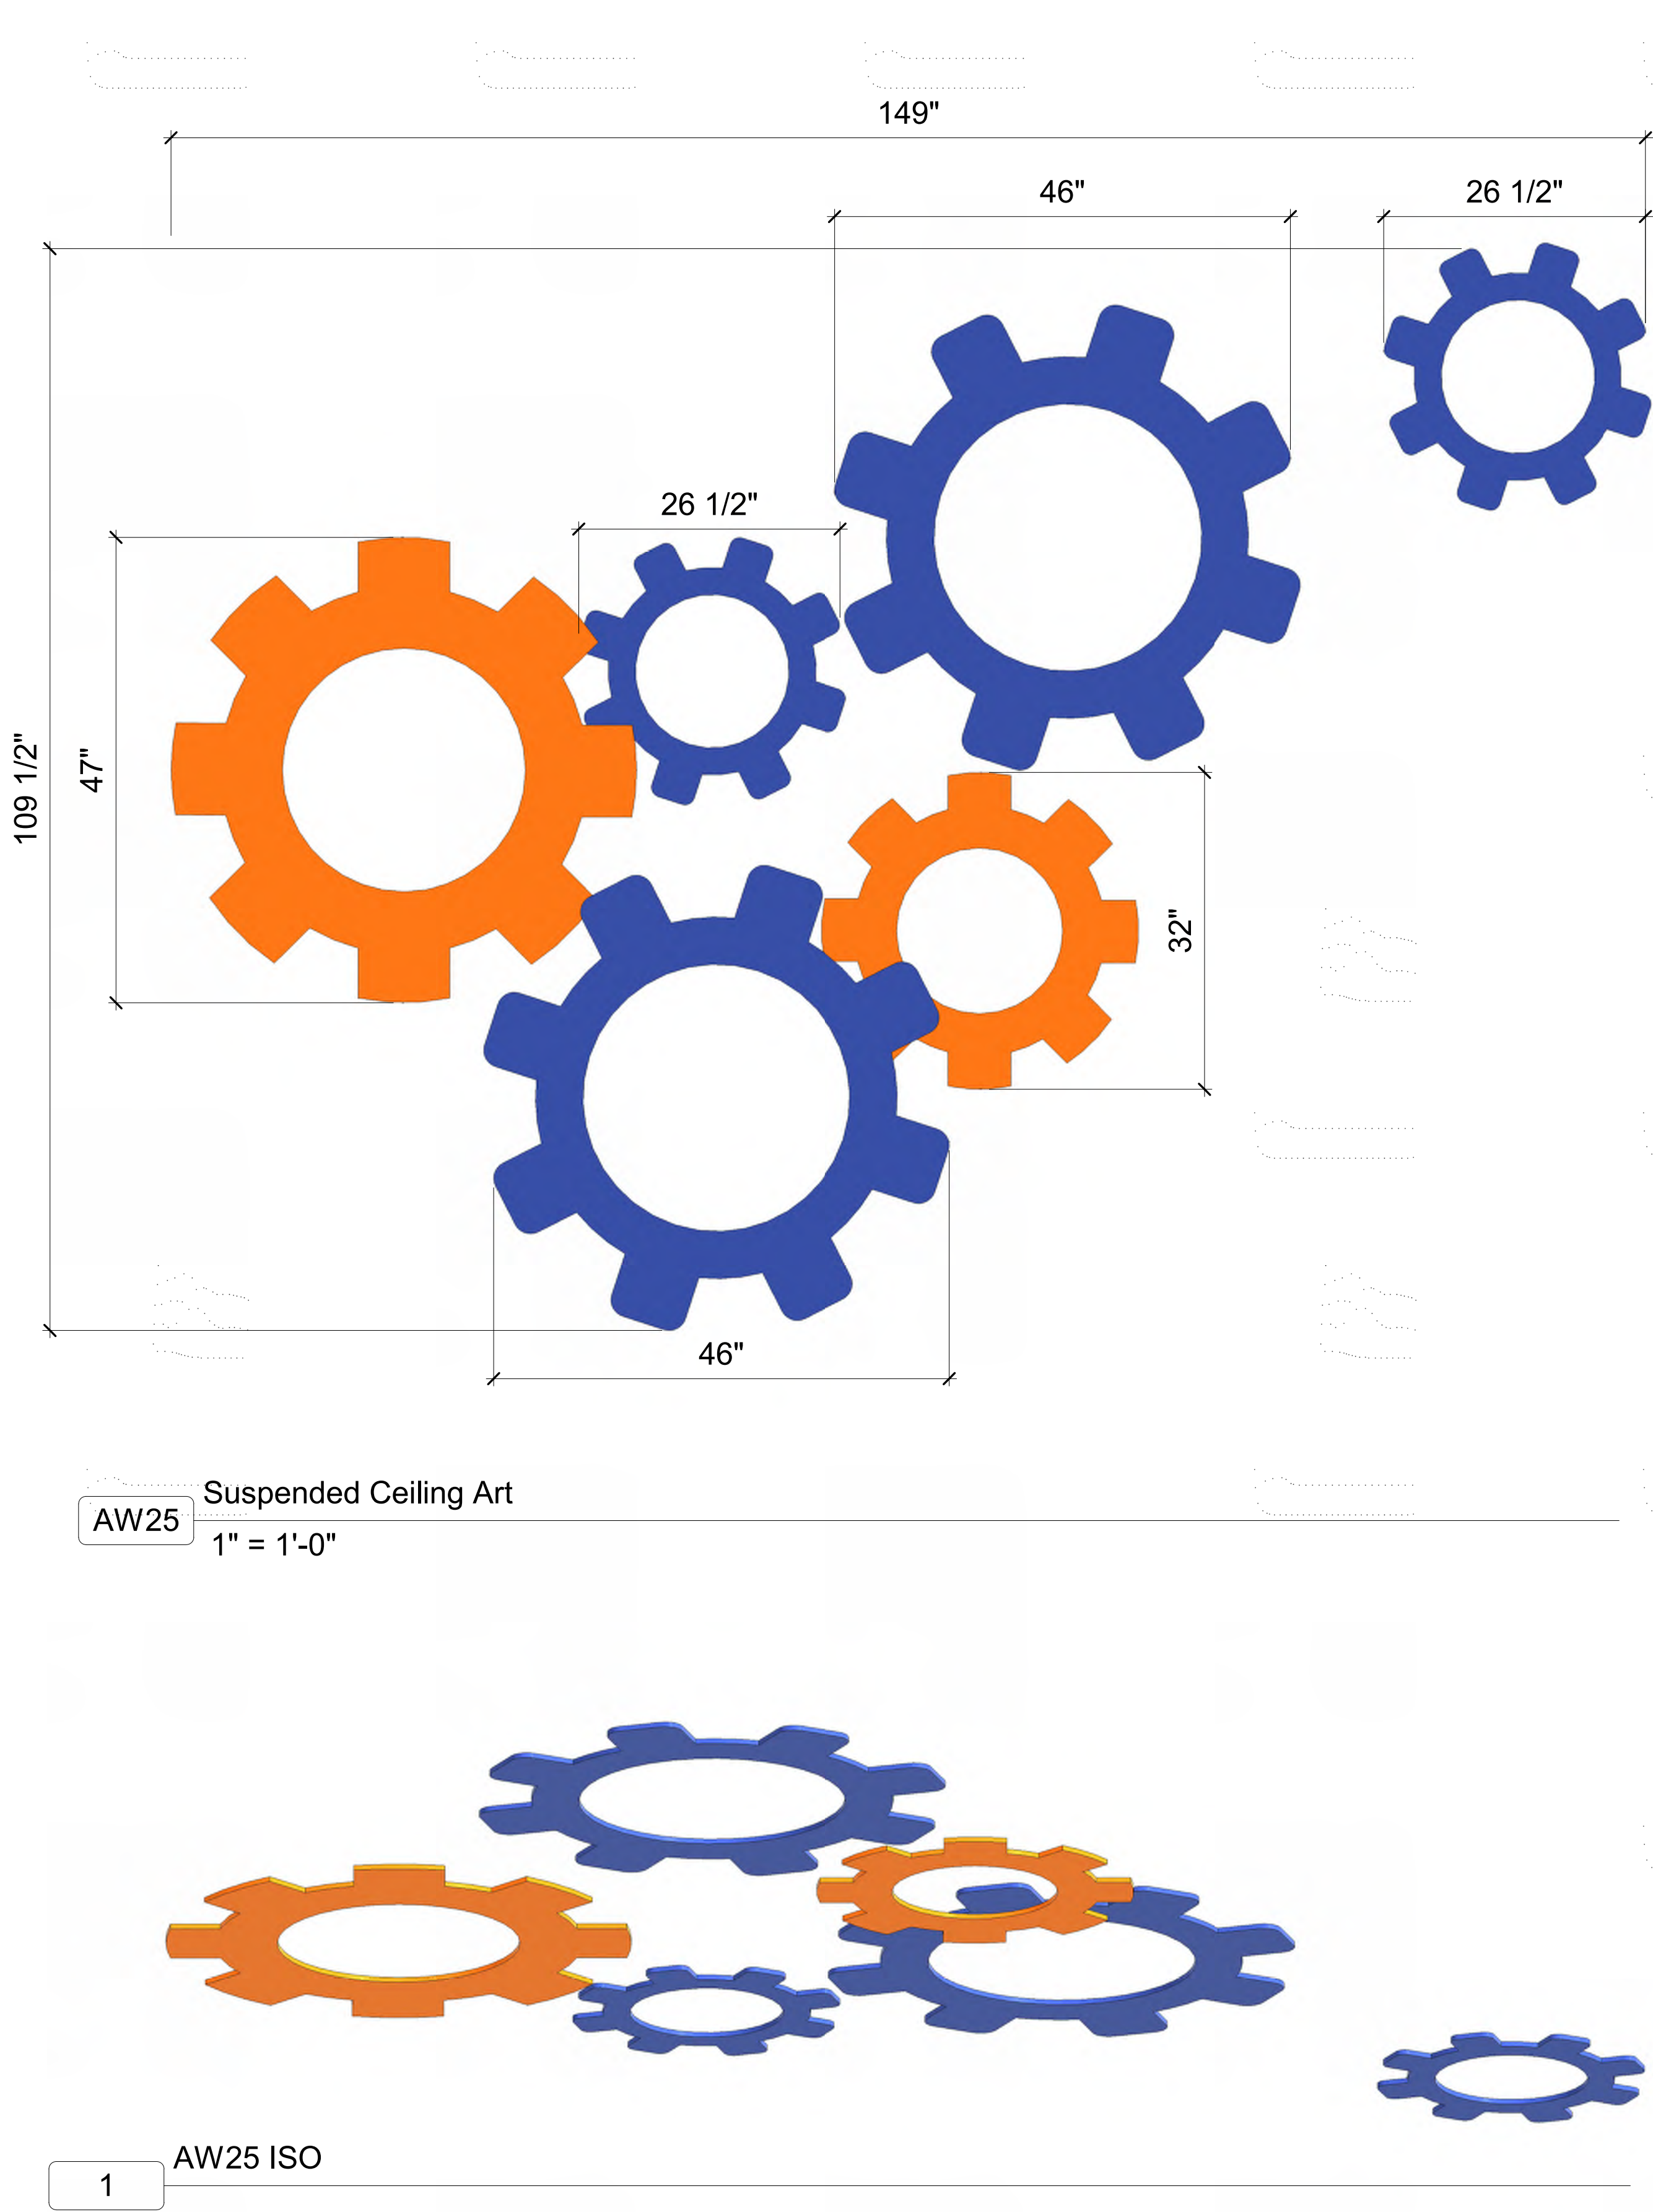 149"
46"
26 1/2"
26 1/2"
109 1/2"
47"
32"
46"
Suspended Ceiling Art
AW25
1" = 1'-0"
AW25 ISO
1